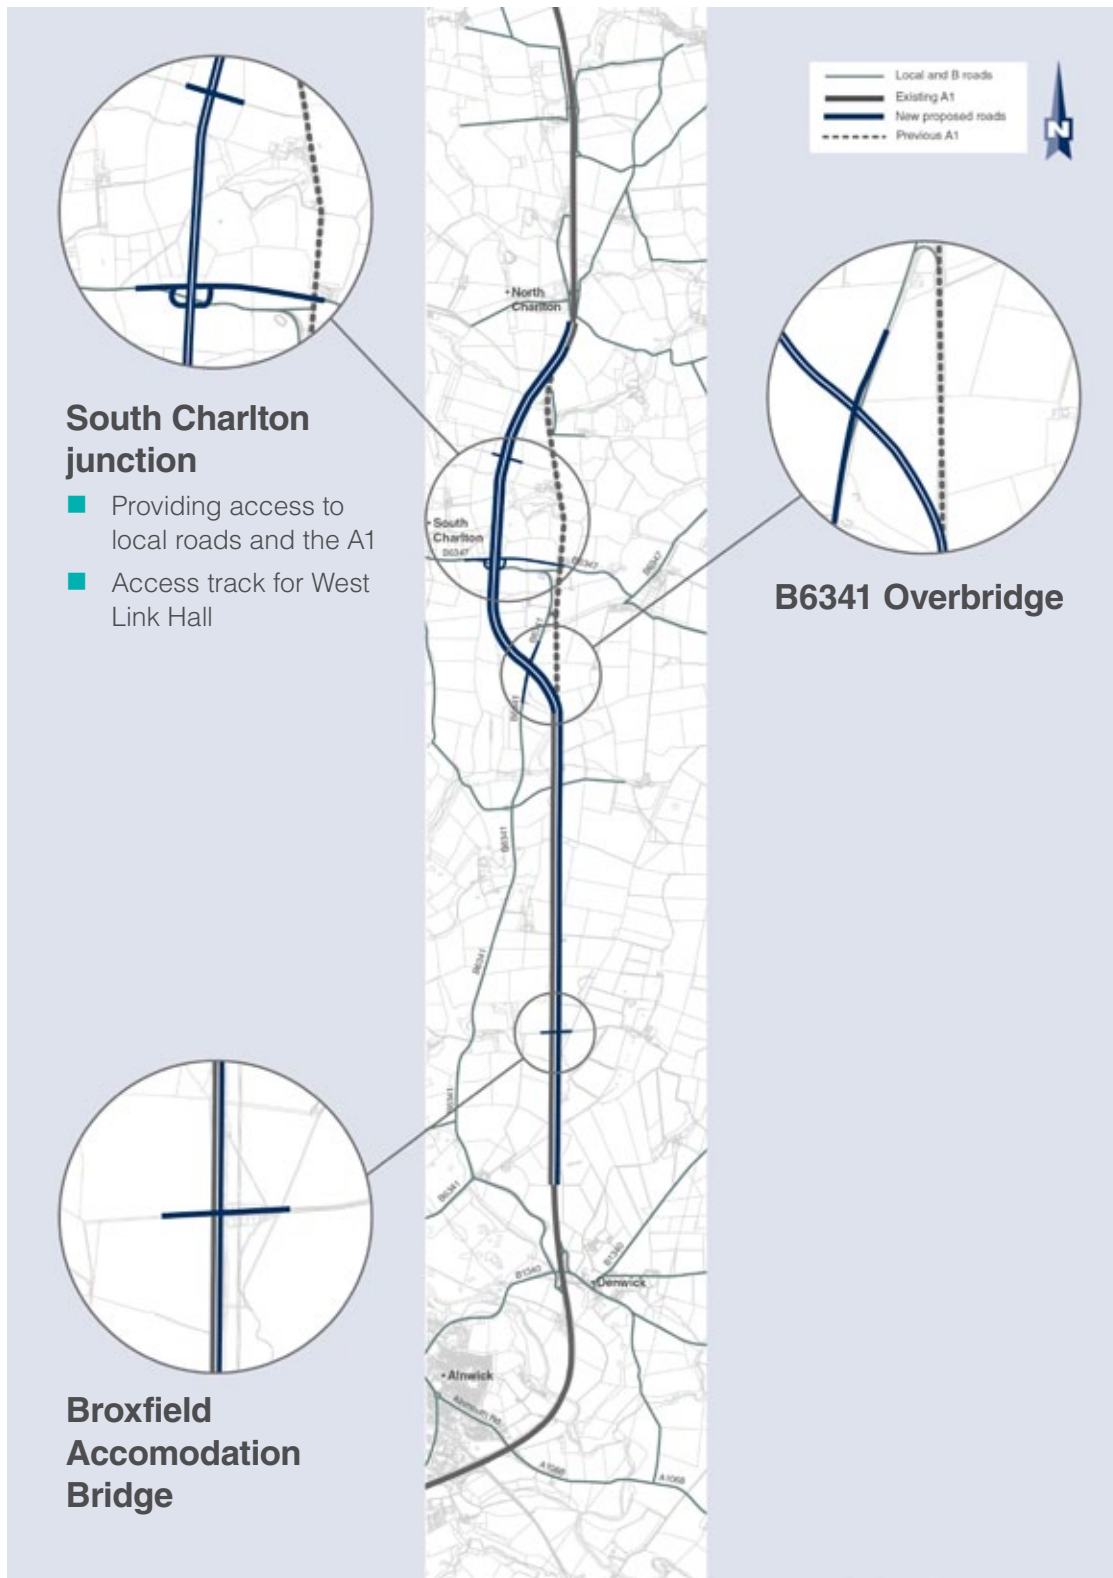 Local and B roads
Existing A1
New proposed roads
Previous A1
N
South Charlton
junction
Providing access to
local roads and the A1
Access track for West
Link Hall
B6341 Overbridge
Broxfield
Accomodation
Bridge
North
Charlton
South
Charlton
B6347
B6347
B6347
B6341
B6341
B6341
B6341
B6341
B6341
B1340
B1340
Denwick
Alnwick
Alnmouth Rd
A1068
A1068